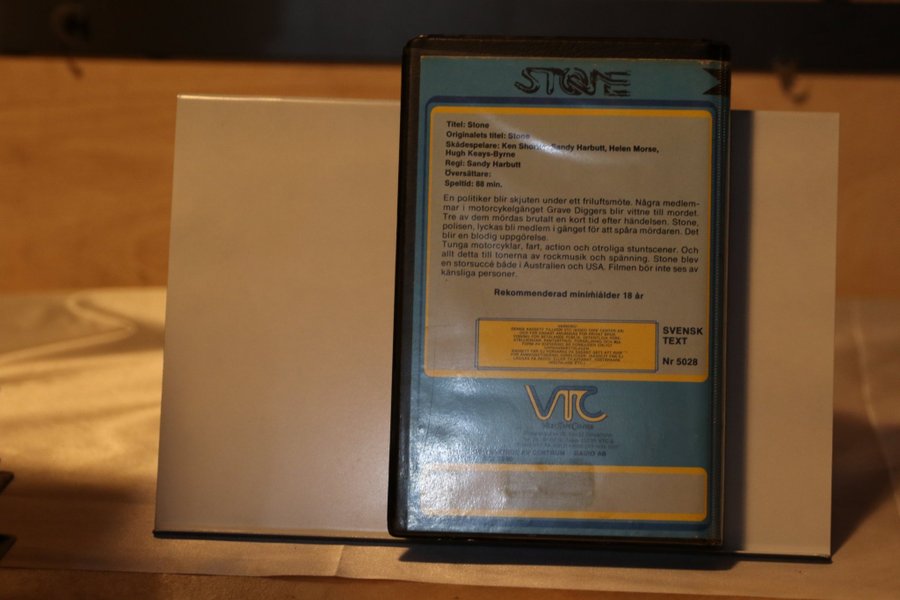 STONE
Titel: Stone
Originalets titel: Stone
Skådespelare: Ken Shorter, Sandy Harbutt, Helen Morse,
Hugh Keays-Byrne
Regi: Sandy Harbutt
Översättare:
Speltid: 88 min.
En politiker blir skjuten under ett friluftsmöte. Några medlem-
mar i motorcykelgänget Grave Diggers blir vittne till mordet.
Tre av dem mördas brutalt en kort tid efter händelsen. Stone,
polisen, lyckas bli medlem i gänget för att spåra mördaren. Det
blir en blodig uppgörelse.
Tunga motorcyklar, fart, action och otroliga stuntscener. Och
allt detta till tonerna av rockmusik och spänning. Stone blev
en storsuccé både i Australien och USA. Filmen bör inte ses av
känsliga personer.
Rekommenderad minimiålder 18 år
SVENSK
TEXT
Nr 5028
VTC